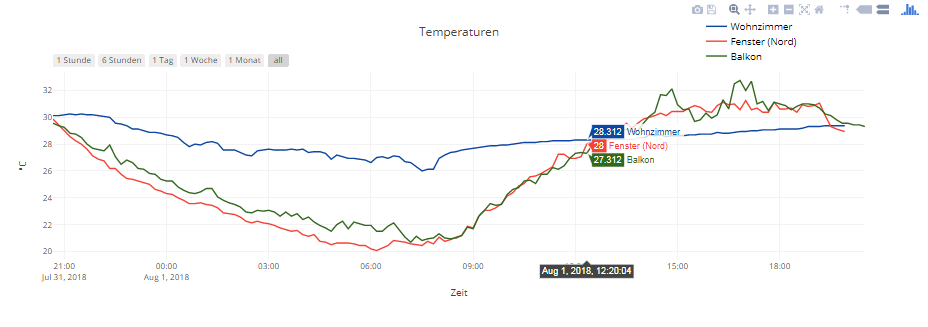 Temperaturen
Wohnzimmer
Fenster (Nord)
Balkon
1 Stunde 6 Stunden 1 Tag 1 Woche 1 Monat all
°C
32
30
28
26
24
22
20
28.312 Wohnzimmer
28 Fenster (Nord)
27.312 Balkon
21:00 00:00 03:00 06:00 09:00 15:00 18:00
Jul 31, 2018 Aug 1, 2018
Aug 1, 2018, 12:20:04
Zeit